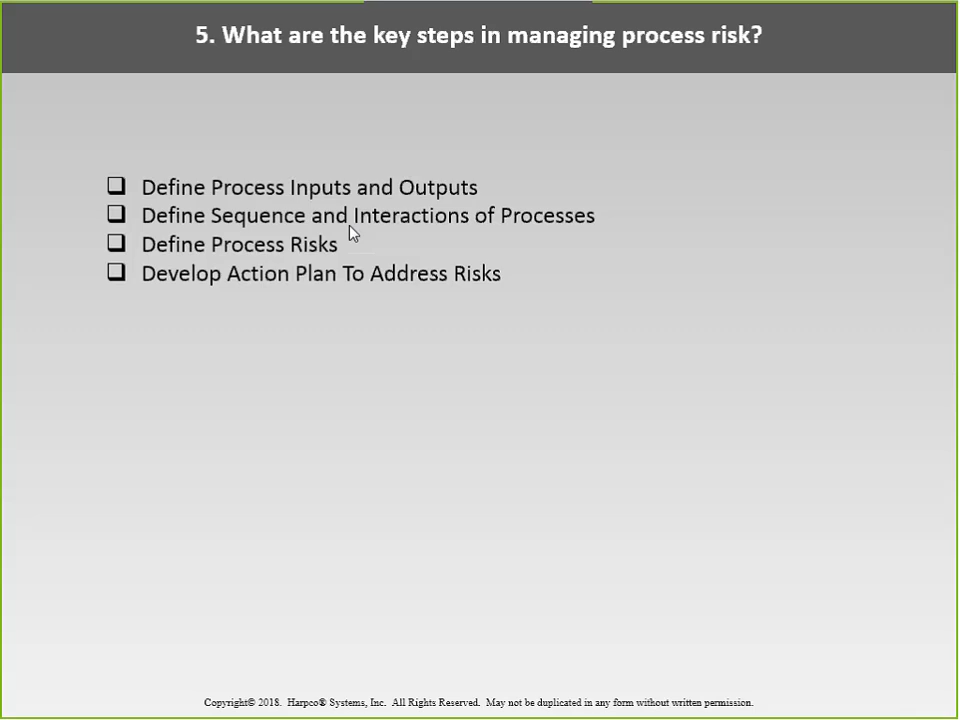 5. What are the key steps in managing process risk?
Define Process Inputs and Outputs
Define Sequence and Interactions of Processes
Define Process Risks
Develop Action Plan To Address Risks
Copyright© 2018. Harpco® Systems, Inc. All Rights Reserved. May not be duplicated in any form without written permission.